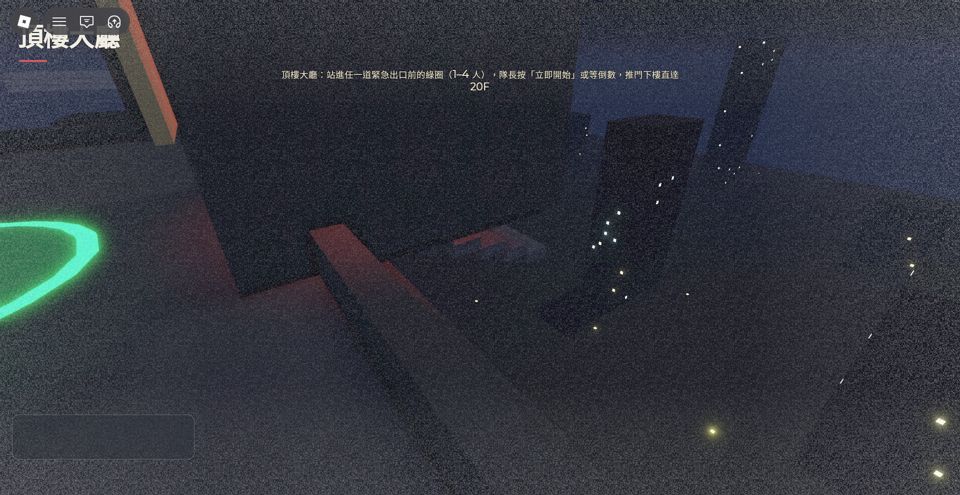 頂樓大廳
頂樓大廳：站進任一道緊急出口前的綠圈（1–4 人），隊長按「立即開始」或等倒數，推門下樓直達
20F